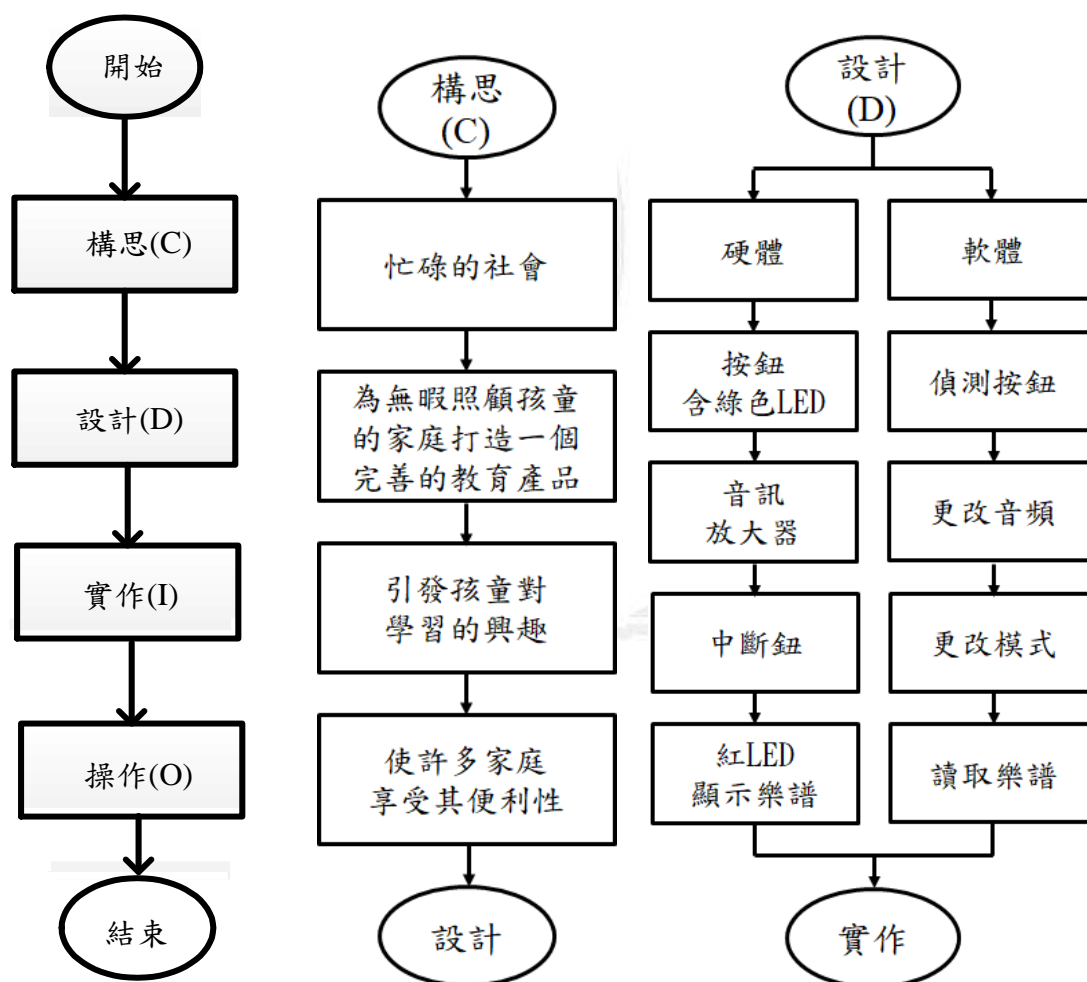 開始
構思(C)
設計(D)
實作(I)
操作(O)
結束
構思
(C)
忙碌的社會
為無暇照顧孩童
的家庭打造一個
完善的教育產品
引發孩童對
學習的興趣
使許多家庭
享受其便利性
設計
設計
(D)
硬體
按鈕
含綠色LED
音訊
放大器
中斷鈕
紅LED
顯示樂譜
軟體
偵測按鈕
更改音頻
更改模式
讀取樂譜
實作